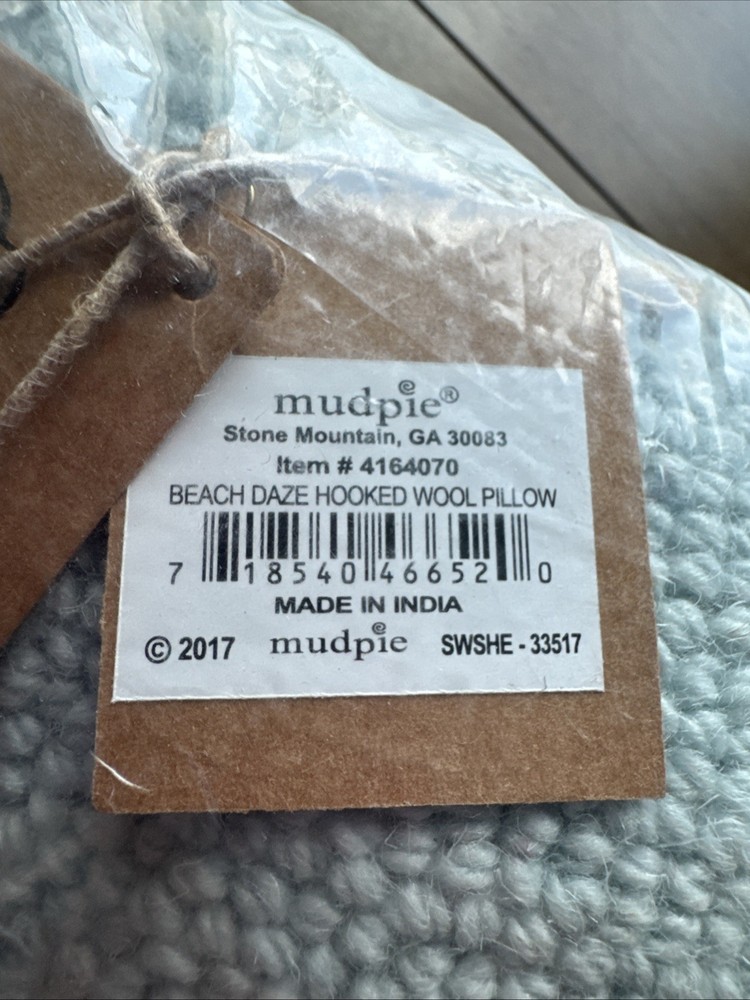 mudpie®
Stone Mountain, GA 30083
Item # 4164070
BEACH DAZE HOOKED WOOL PILLOW
7 18540 46652 0
MADE IN INDIA
© 2017 mudpie SWSHE - 33517